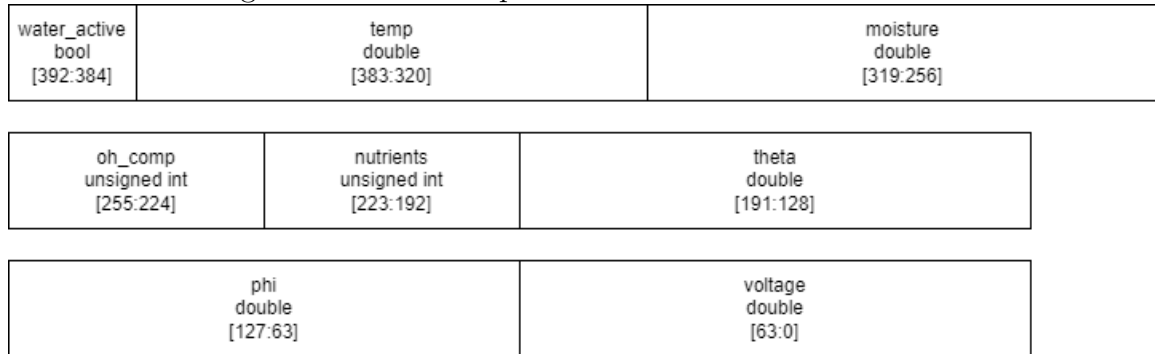 water_active
bool
[392:384]
temp
double
[383:320]
moisture
double
[319:256]
oh_comp
unsigned int
[255:224]
nutrients
unsigned int
[223:192]
theta
double
[191:128]
phi
double
[127:63]
voltage
double
[63:0]